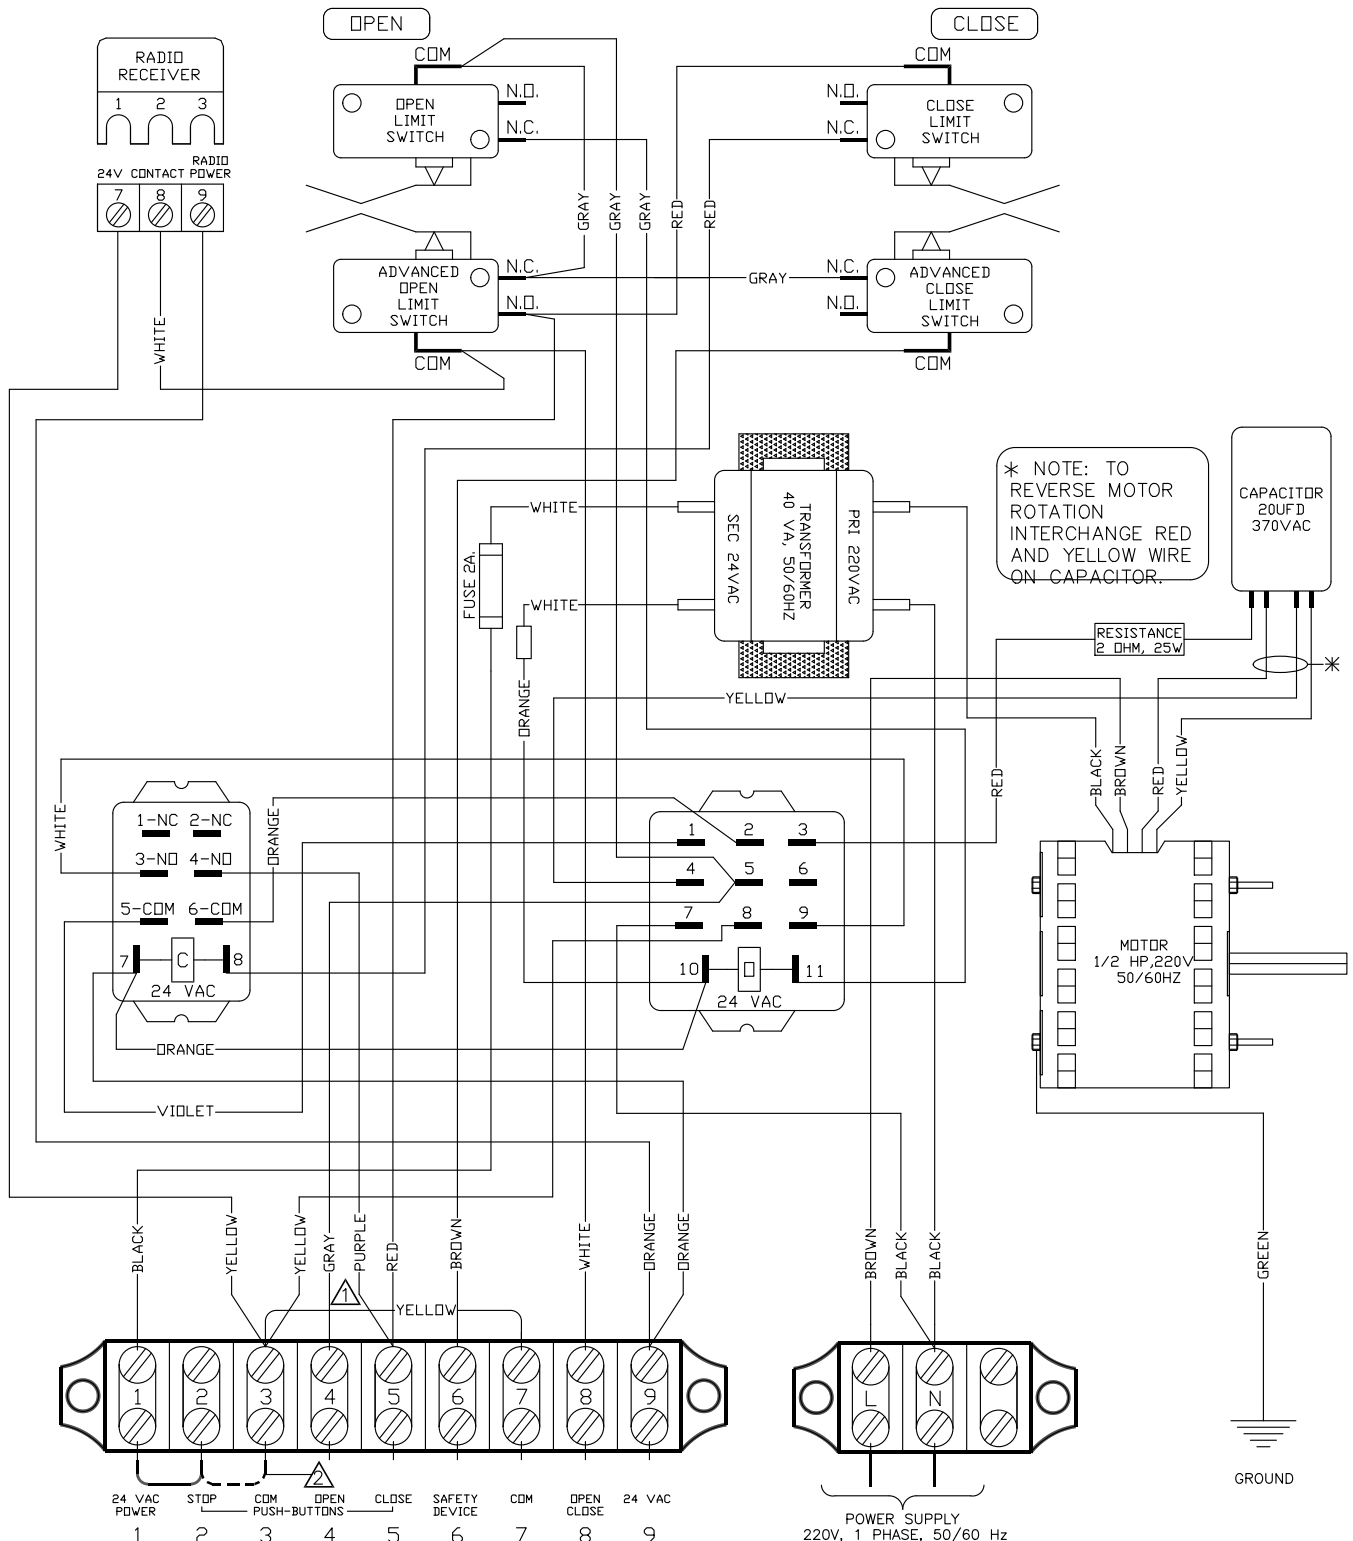 OPEN
CLOSE
RADIO
RECEIVER
1 2 3
RADIO
24V CONTACT POWER
7 8 9
COM
N.O.
N.C.
OPEN
LIMIT
SWITCH
COM
N.O.
N.C.
CLOSE
LIMIT
SWITCH
GRAY
GRAY
GRAY
RED
RED
ADVANCED
OPEN
LIMIT
SWITCH
N.C.
N.O.
COM
GRAY
N.C.
N.O.
ADVANCED
CLOSE
LIMIT
SWITCH
COM
WHITE
WHITE
WHITE
FUSE 2A.
ORANGE
SEC 24VAC
TRANSFORMER
40 VA, 50/60HZ
PRI 220VAC
* NOTE: TO
REVERSE MOTOR
ROTATION
INTERCHANGE RED
AND YELLOW WIRE
ON CAPACITOR.
CAPACITOR
20UFD
370VAC
RESISTANCE
2 OHM, 25W
*
YELLOW
RED
BLACK
BROWN
RED
YELLOW
WHITE
ORANGE
1-NC 2-NC
3-NO 4-NO
5-COM 6-COM
7 C 8
24 VAC
1 2 3
4 5 6
7 8 9
10 O 11
24 VAC
MOTOR
1/2 HP,220V
50/60HZ
ORANGE
VIOLET
BLACK
YELLOW
YELLOW
GRAY
PURPLE
RED
BROWN
WHITE
ORANGE
ORANGE
BROWN
BLACK
BLACK
GREEN
1
YELLOW
1 2 3 4 5 6 7 8 9
L N
2
24 VAC
POWER
STOP
COM
OPEN
CLOSE
PUSH-BUTTONS
SAFETY
DEVICE
COM
OPEN
CLOSE
24 VAC
1 2 3 4 5 6 7 8 9
POWER SUPPLY
220V, 1 PHASE, 50/60 Hz
GROUND